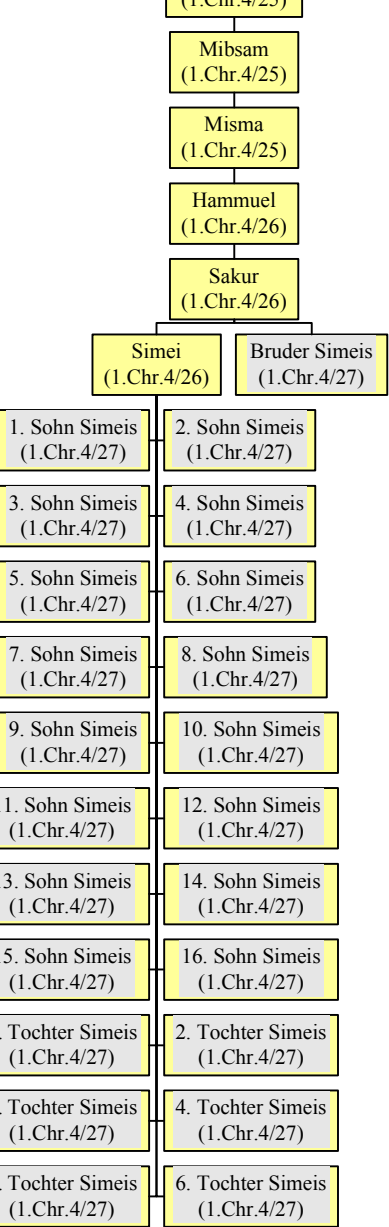 (1.Chr.4/25)
Mibsam
(1.Chr.4/25)
Misma
(1.Chr.4/25)
Hammuel
(1.Chr.4/26)
Sakur
(1.Chr.4/26)
Simei
(1.Chr.4/26)
Bruder Simeis
(1.Chr.4/27)
1. Sohn Simeis
(1.Chr.4/27)
2. Sohn Simeis
(1.Chr.4/27)
3. Sohn Simeis
(1.Chr.4/27)
4. Sohn Simeis
(1.Chr.4/27)
5. Sohn Simeis
(1.Chr.4/27)
6. Sohn Simeis
(1.Chr.4/27)
7. Sohn Simeis
(1.Chr.4/27)
8. Sohn Simeis
(1.Chr.4/27)
9. Sohn Simeis
(1.Chr.4/27)
10. Sohn Simeis
(1.Chr.4/27)
1. Sohn Simeis
(1.Chr.4/27)
12. Sohn Simeis
(1.Chr.4/27)
3. Sohn Simeis
(1.Chr.4/27)
14. Sohn Simeis
(1.Chr.4/27)
5. Sohn Simeis
(1.Chr.4/27)
16. Sohn Simeis
(1.Chr.4/27)
. Tochter Simeis
(1.Chr.4/27)
2. Tochter Simeis
(1.Chr.4/27)
. Tochter Simeis
(1.Chr.4/27)
4. Tochter Simeis
(1.Chr.4/27)
. Tochter Simeis
(1.Chr.4/27)
6. Tochter Simeis
(1.Chr.4/27)